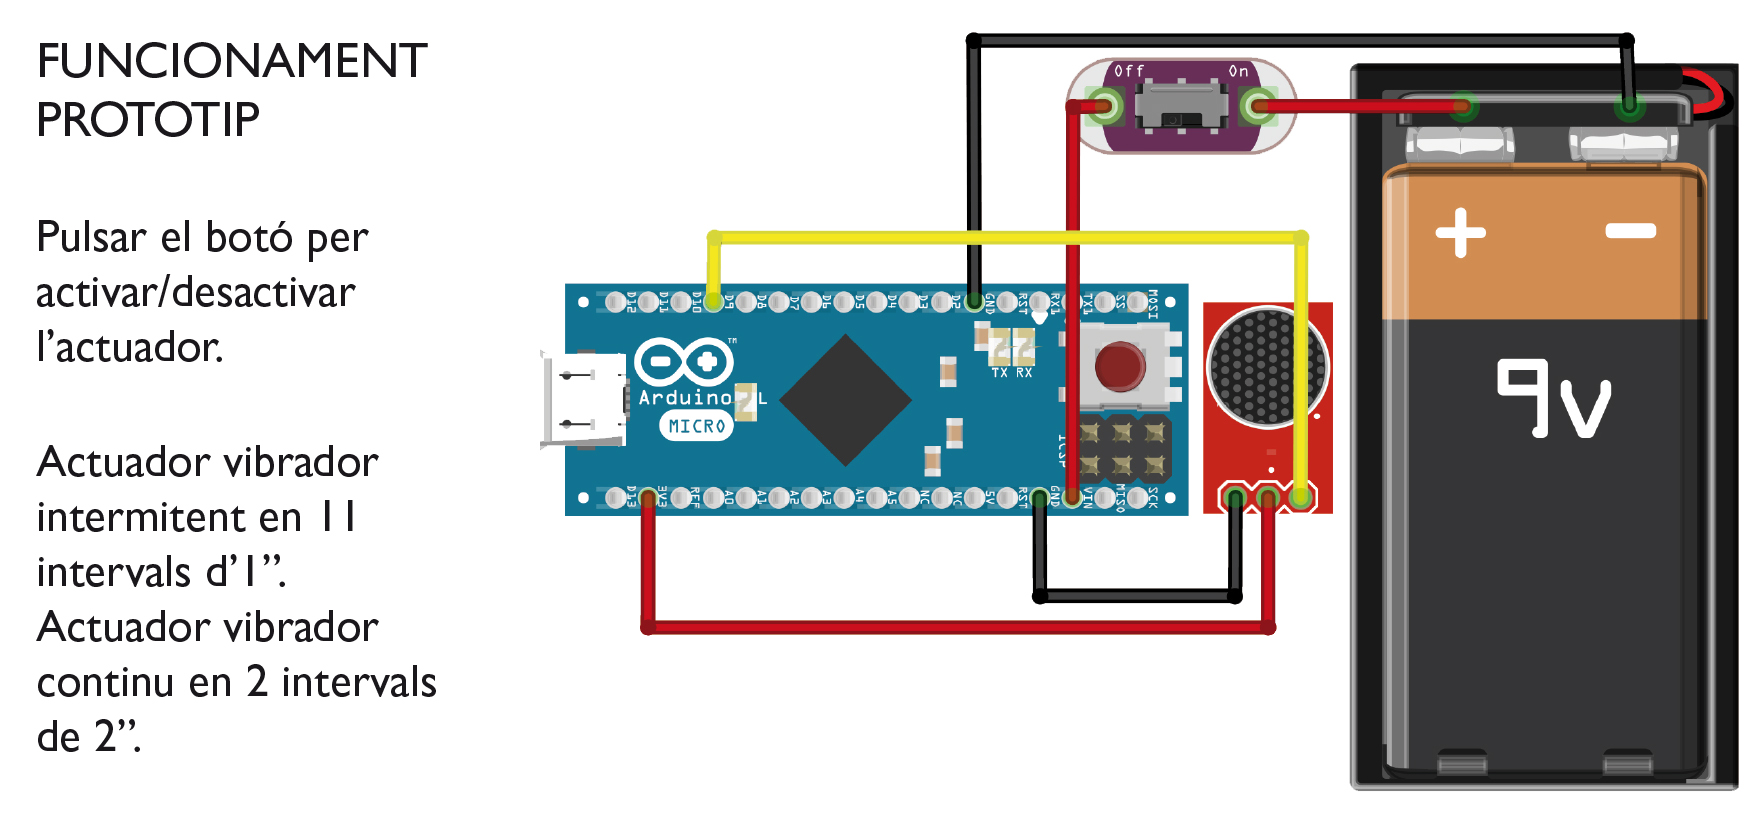 FUNCIONAMENT
PROTOTIP
Pulsar el botó per
activar/desactivar
l’actuador.
Actuador vibrador
intermitent en 11
intervals d’1”.
Actuador vibrador
continu en 2 intervals
de 2”.
Off On
+ −
9v
D12 D11 D10 D9 D8 D7 D6 D5 D4 D3 D2 GND RST RX1 TX1 SS MOSI
TX RX
™
Arduino L
MICRO
ICSP
D13 3V3 REF A0 A1 A2 A3 A4 A5 NC NC 5V RST GND VIN MISO SCK